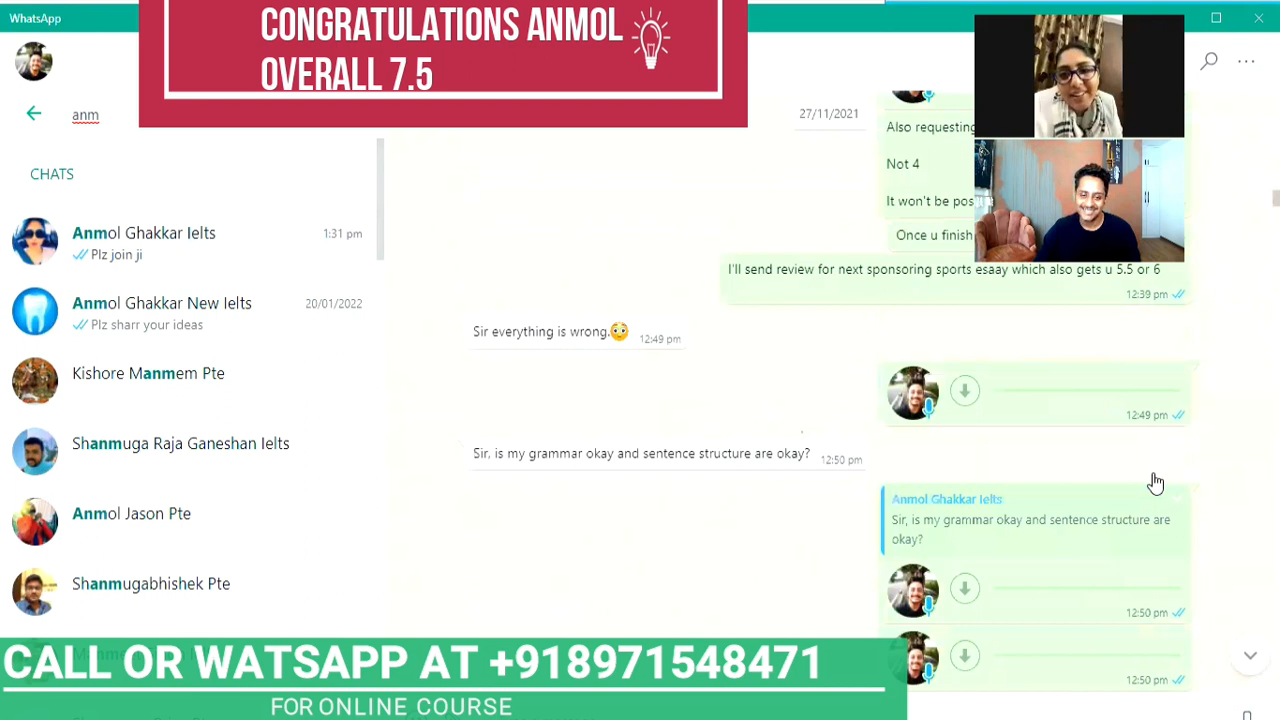 WhatsApp
CONGRATULATIONS ANMOL
OVERALL 7.5
anm
CHATS
Anmol Ghakkar Ielts
1:31 pm
Plz join ji
Anmol Ghakkar New Ielts
20/01/2022
Plz sharr your ideas
Kishore Manmem Pte
Shanmuga Raja Ganeshan Ielts
Anmol Jason Pte
Shanmugabhishek Pte
27/11/2021
Also requesting
Not 4
It won't be pos
Once u finish
I'll send review for next sponsoring sports esaay which also gets u 5.5 or 6
12:39 pm
Sir everything is wrong.😳
12:49 pm
12:49 pm
Sir, is my grammar okay and sentence structure are okay?
12:50 pm
Anmol Ghakkar Ielts
Sir, is my grammar okay and sentence structure are
okay?
12:50 pm
12:50 pm
CALL OR WATSAPP AT +918971548471
FOR ONLINE COURSE